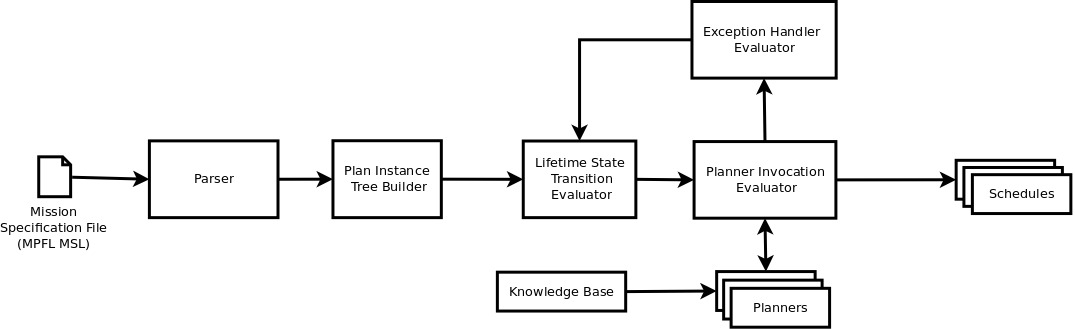 Exception Handler
Evaluator
Parser
Plan Instance
Tree Builder
Lifetime State
Transition
Evaluator
Planner Invocation
Evaluator
Schedules
Mission
Specification File
(MPFL MSL)
Knowledge Base
Planners